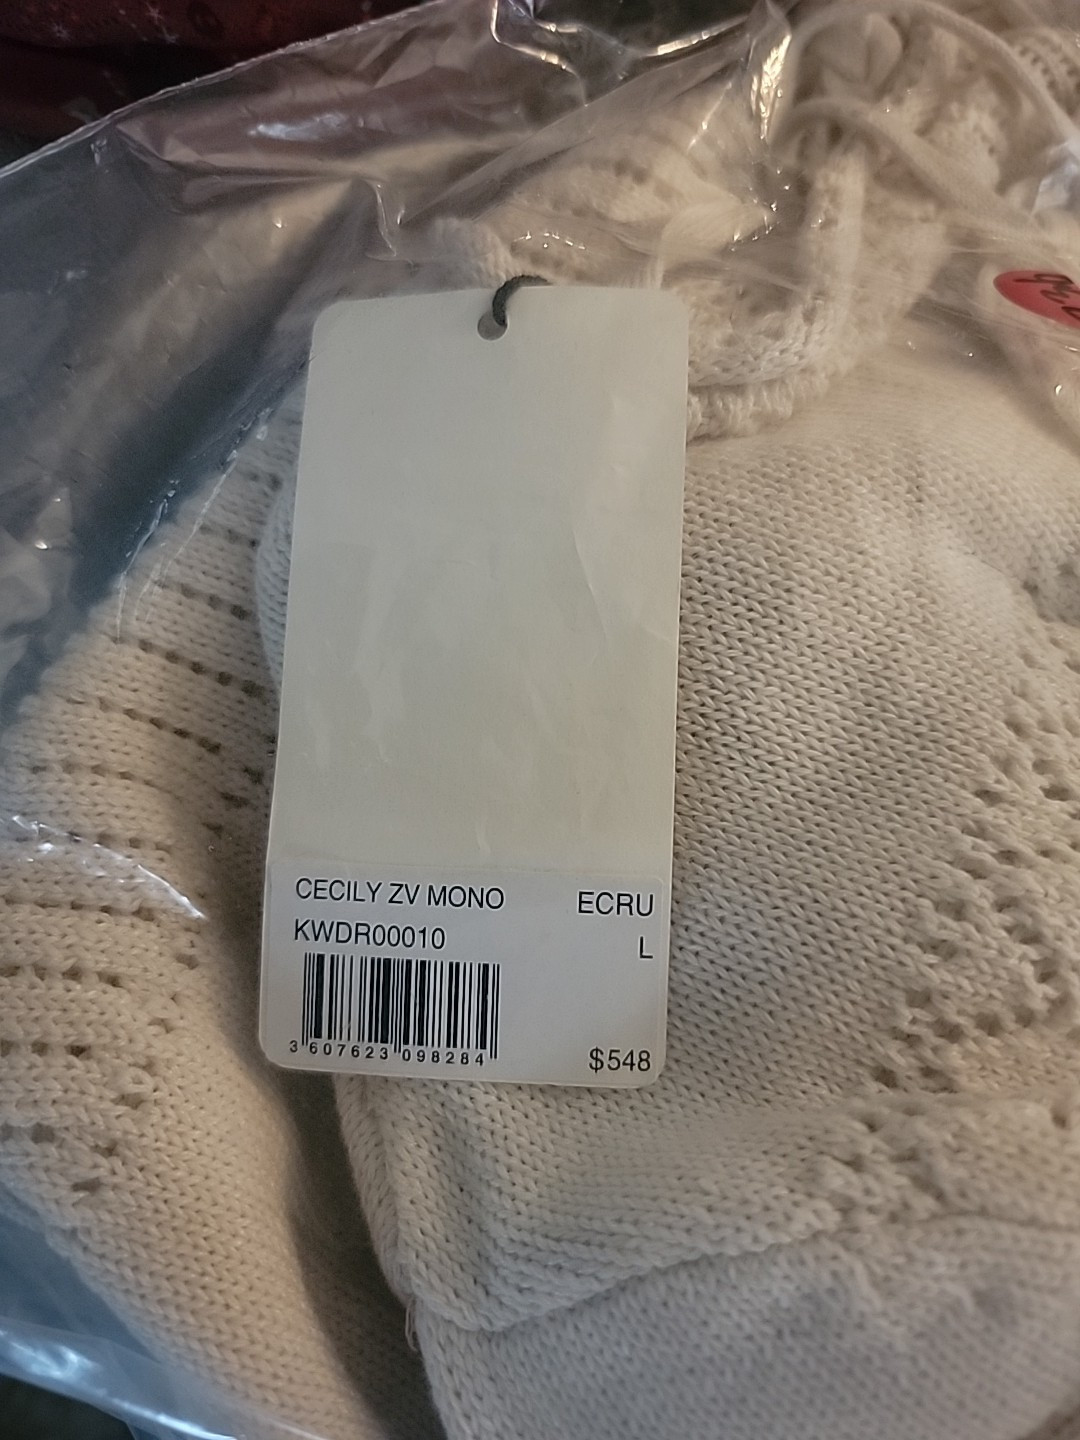 CECILY ZV MONO ECRU
KWDR00010 L
3 607623 098284
$548